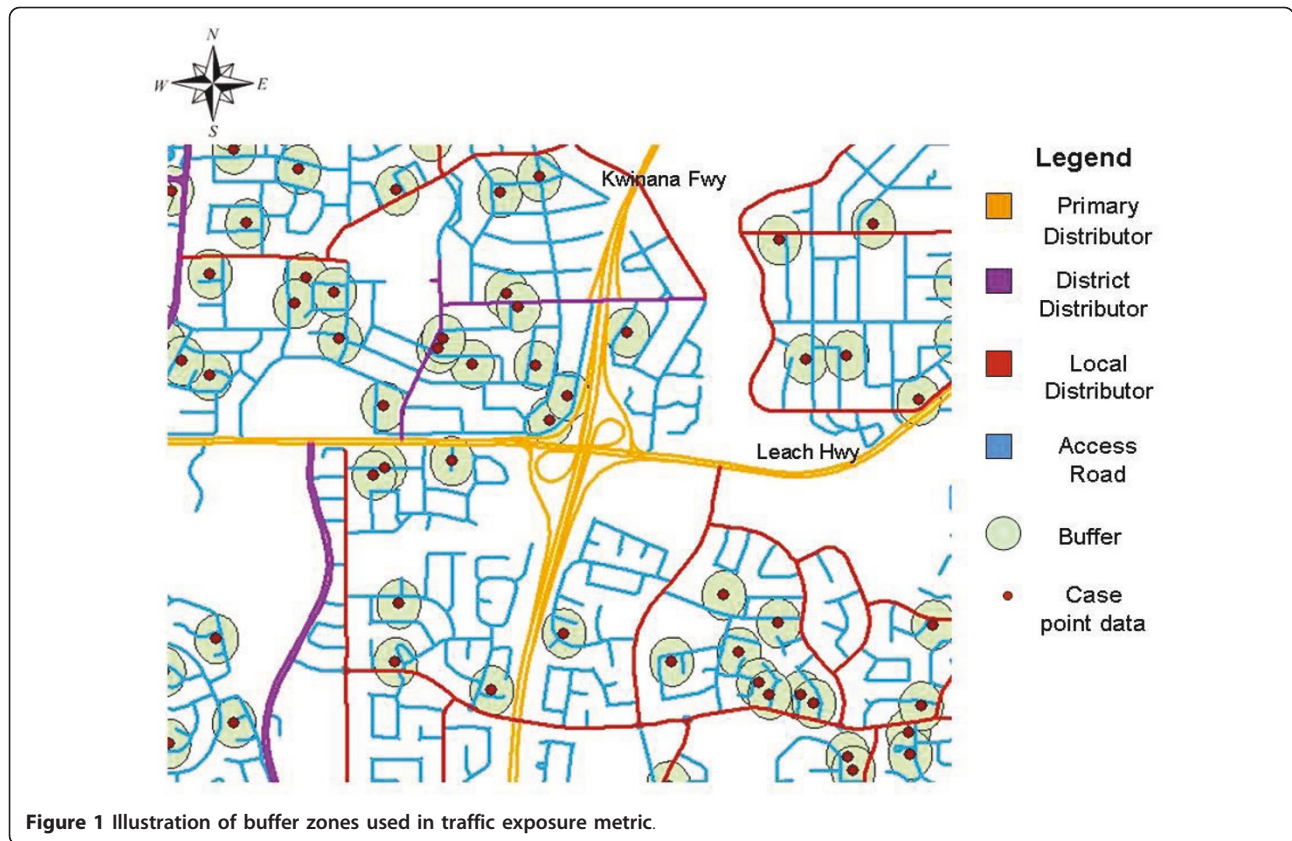 N
W E
S
Kwinana Fwy
Leach Hwy
Legend
Primary
Distributor
District
Distributor
Local
Distributor
Access
Road
Buffer
Case
point data
Figure 1 Illustration of buffer zones used in traffic exposure metric.